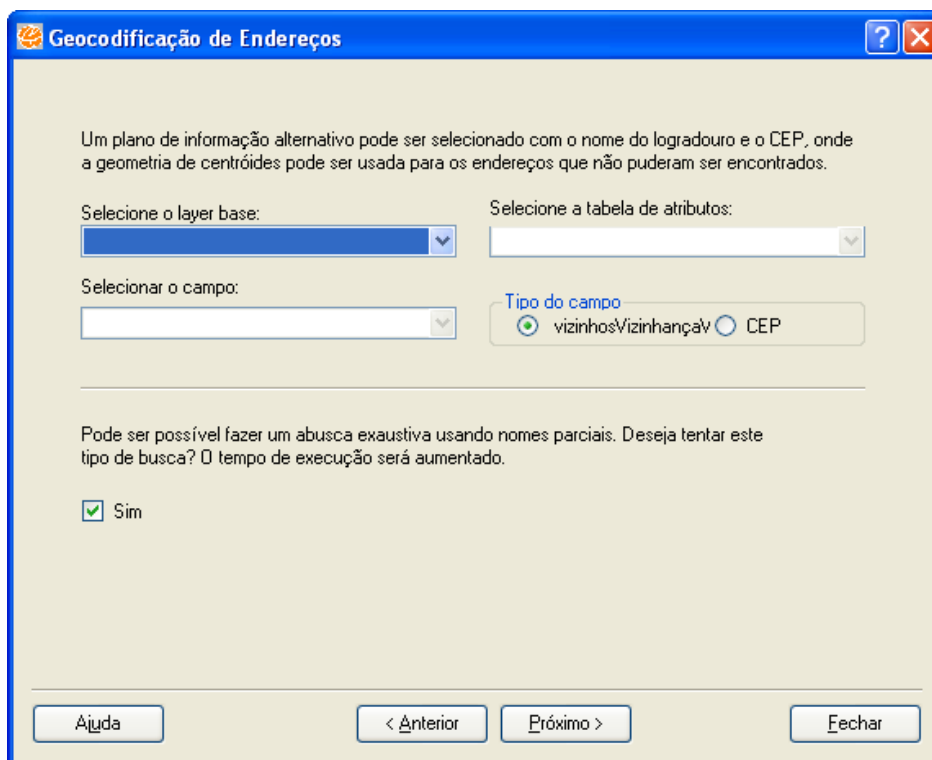 Geocodificação de Endereços
Um plano de informação alternativo pode ser selecionado com o nome do logradouro e o CEP, onde
a geometria de centróides pode ser usada para os endereços que não puderam ser encontrados.
Selecione o layer base:
Selecione a tabela de atributos:
Selecionar o campo:
Tipo do campo
vizinhosVizinhançaV
CEP
Pode ser possível fazer um abusca exaustiva usando nomes parciais. Deseja tentar este
tipo de busca? O tempo de execução será aumentado.
Sim
Ajuda
< Anterior
Próximo >
Fechar